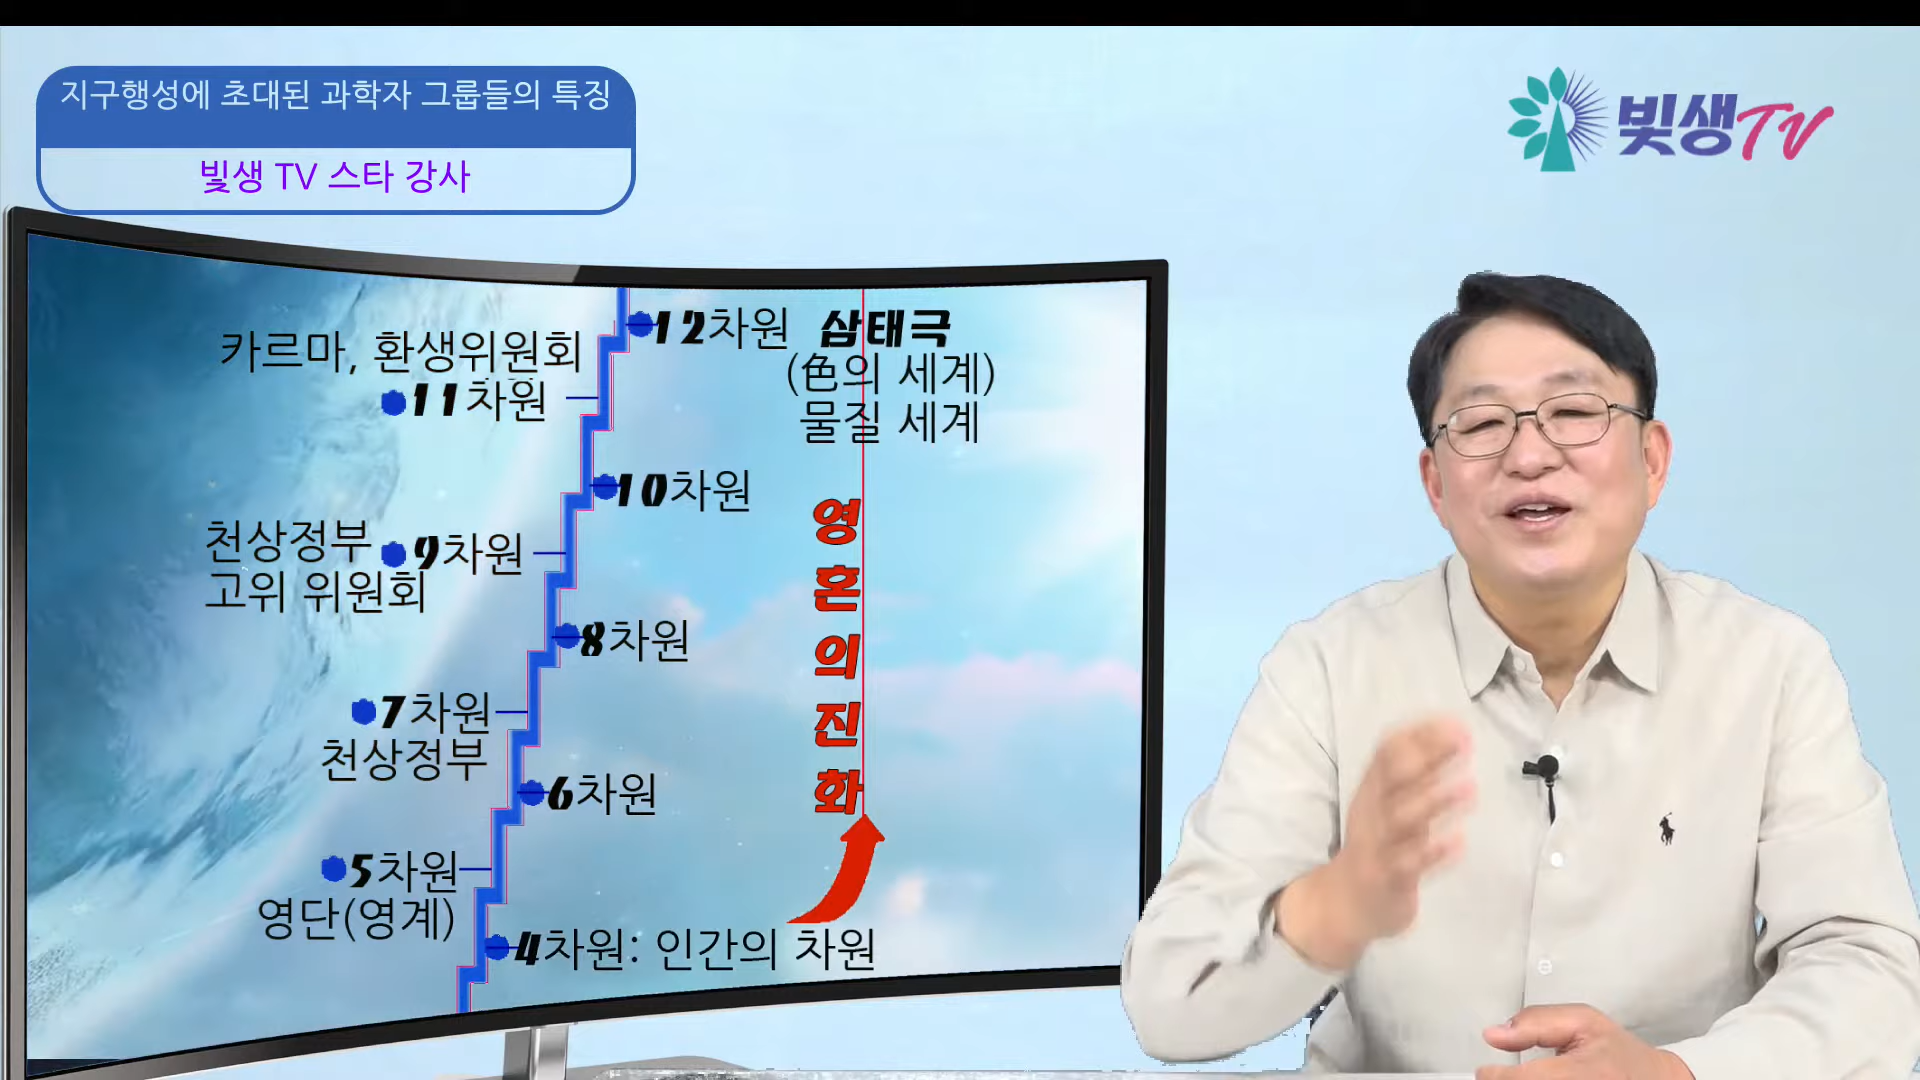 지구행성에 초대된 과학자 그룹들의 특징
빛생 TV 스타 강사
빛생TV
12차원 삼태극
(色의 세계)
물질 세계
카르마, 환생위원회
11차원
10차원
천상정부
고위 위원회
9차원
8차원
7차원
천상정부
6차원
5차원
영단(영계)
4차원: 인간의 차원
영
혼
의
진
화